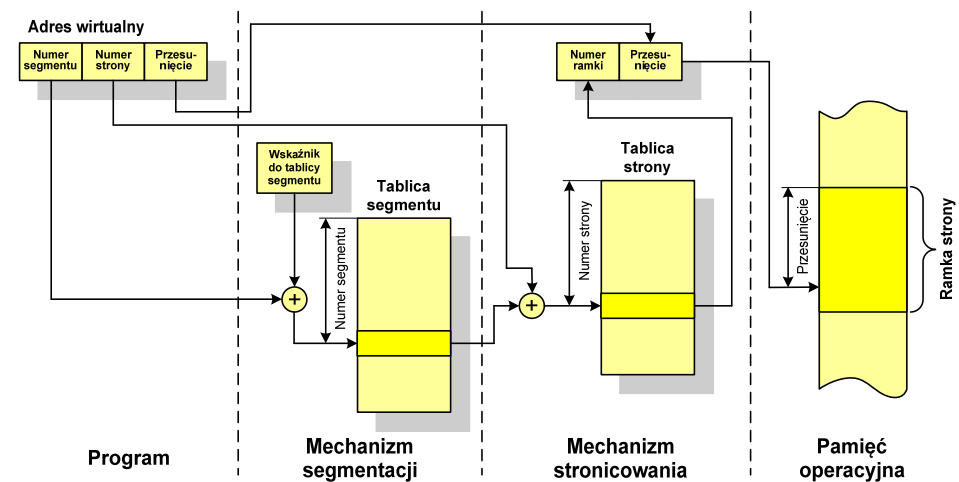 Adres wirtualny
Numer
segmentu
Numer
strony
Przesu-
nięcie
Wskaźnik
do tablicy
segmentu
Tablica
segmentu
Numer segmentu
+
Numer
ramki
Przesu-
nięcie
Tablica
strony
Numer strony
+
Przesunięcie
Ramka strony
Program
Mechanizm
segmentacji
Mechanizm
stronicowania
Pamięć
operacyjna